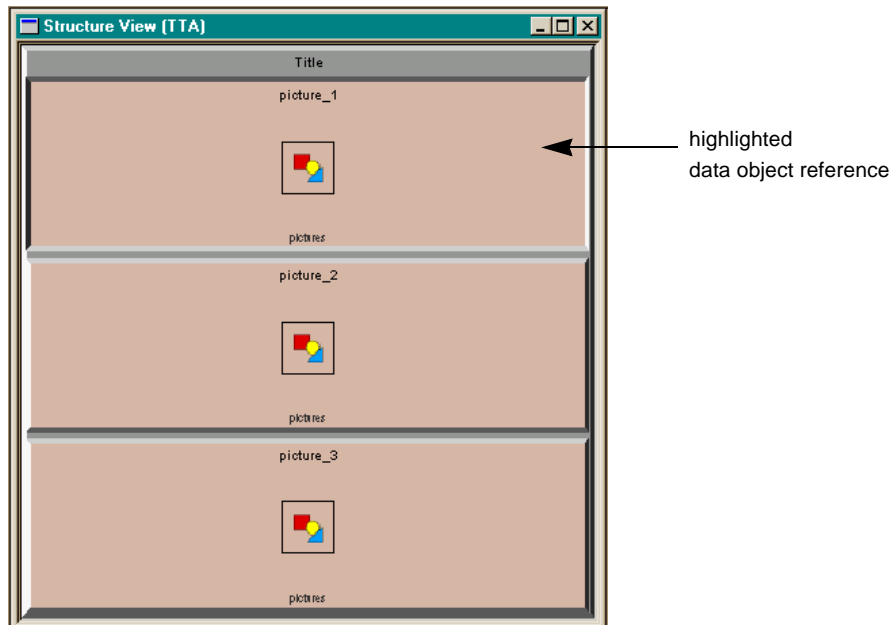 Structure View (TTA)
Title
picture_1
highlighted
data object reference
pictures
picture_2
pictures
picture_3
pictures